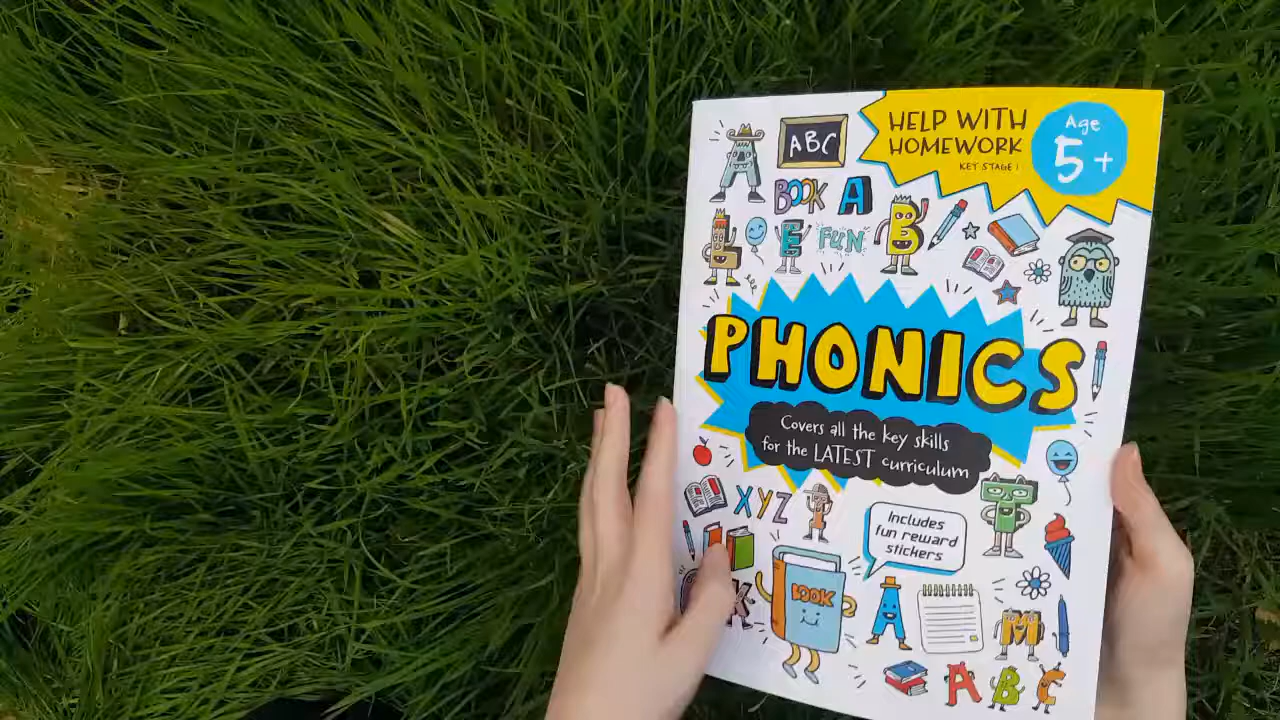 HELP WITH
HOMEWORK
KEY STAGE 1
Age
5+
ABC
BOOK A
FUN
PHONICS
Covers all the key skills
for the LATEST curriculum
XYZ
Includes
fun reward
stickers
BOOK
A
M
A B C